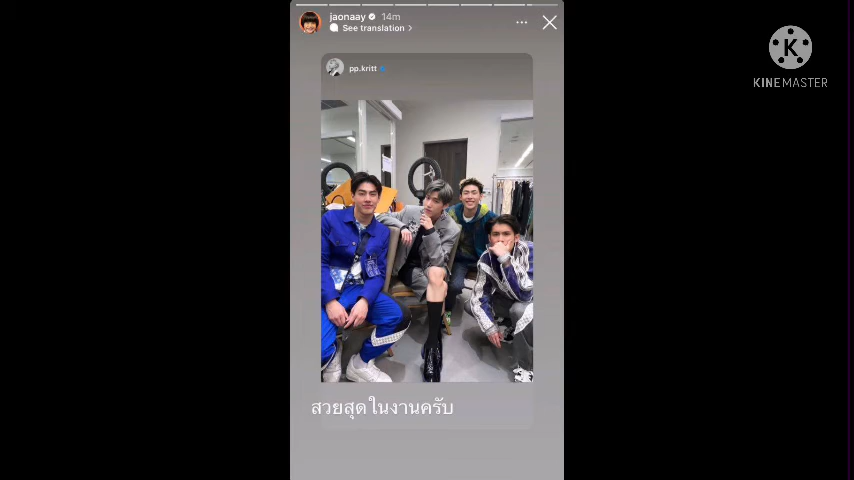 jaonaay 14m
See translation >
pp.kritt
สวยสุดในงานครับ
K
KINEMASTER